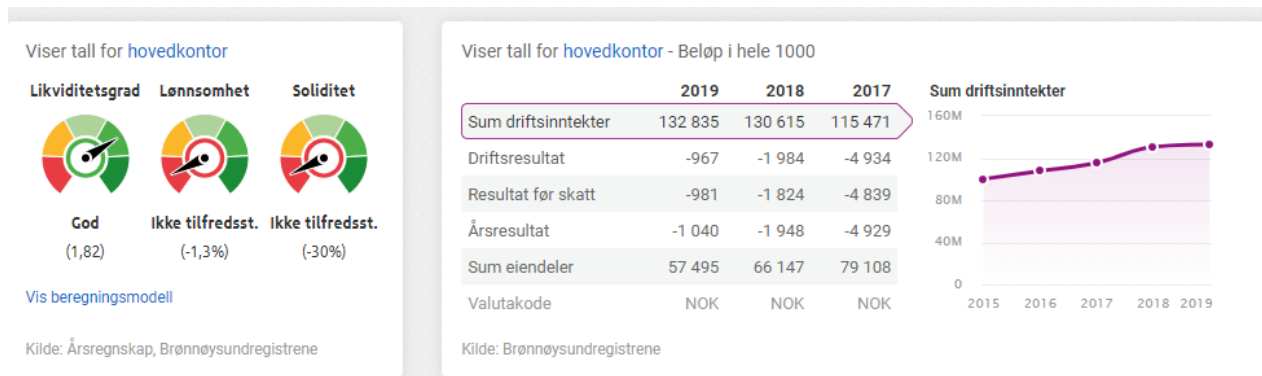 Viser tall for hovedkontor
Likviditetsgrad Lønnsomhet Soliditet
God Ikke tilfredsst. Ikke tilfredsst.
(1,82) (-1,3%) (-30%)
Vis beregningsmodell
Kilde: Årsregnskap, Brønnøysundregistrene
Viser tall for hovedkontor - Beløp i hele 1000
2019 2018 2017
Sum driftsinntekter 132 835 130 615 115 471
Driftsresultat -967 -1 984 -4 934
Resultat før skatt -981 -1 824 -4 839
Årsresultat -1 040 -1 948 -4 929
Sum eiendeler 57 495 66 147 79 108
Valutakode NOK NOK NOK
Kilde: Brønnøysundregistrene
Sum driftsinntekter
160M
120M
80M
40M
0
2015 2016 2017 2018 2019